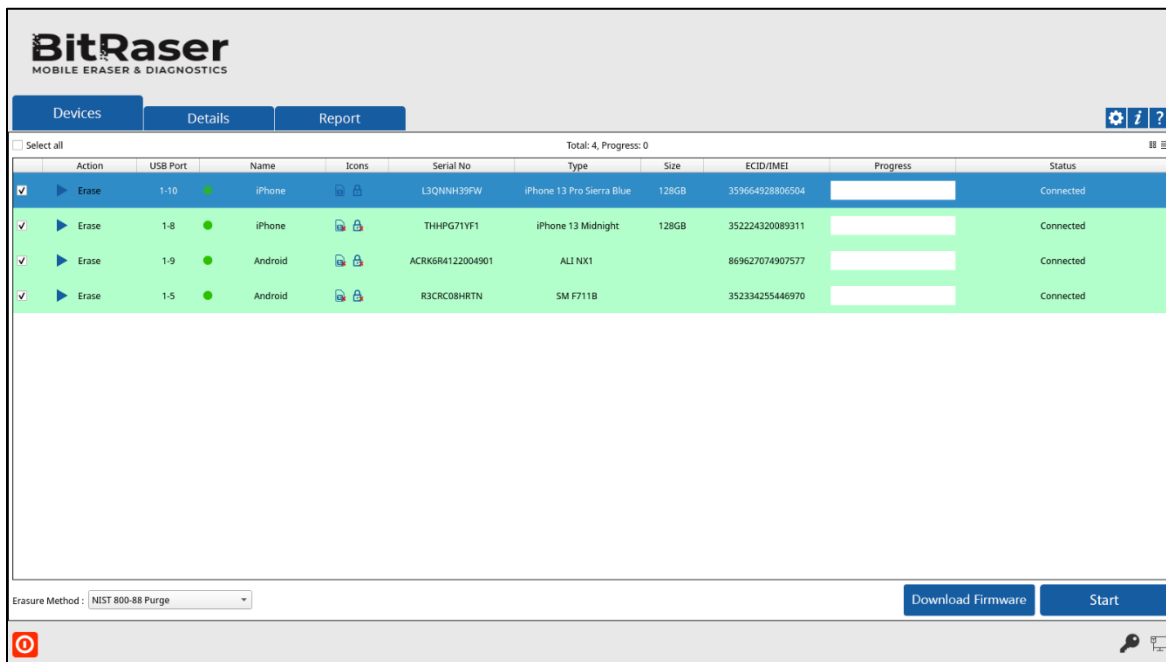 BitRaser
MOBILE ERASER & DIAGNOSTICS
Devices Details Report i ?
Select all Total: 4, Progress: 0
Action USB Port Name Icons Serial No Type Size ECID/IMEI Progress Status
Erase 1-10 iPhone L3QNNH39FW iPhone 13 Pro Sierra Blue 128GB 359664928806504 Connected
Erase 1-8 iPhone THHPG71YF1 iPhone 13 Midnight 128GB 352224320089311 Connected
Erase 1-9 Android ACRK6R4122004901 ALI NX1 869627074907577 Connected
Erase 1-5 Android R3CRC08HRTN SM F711B 352334255446970 Connected
Erasure Method : NIST 800-88 Purge Download Firmware Start